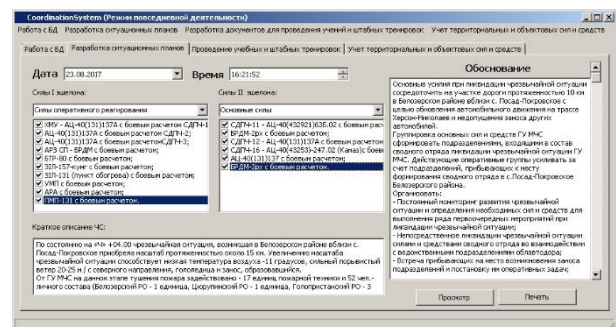 CoordinationSystem (Режим повседневной деятельности)
Работа с БД Разработка ситуационных планов Разработка документов для проведения учений и штабных тренировок Учет территориальных и объектовых сил и средств
Работа с БД Разработка ситуационных планов Проведение учебных и штабных тренировок Учет территориальных и объектовых сил и средств
Дата 23.08.2017 Время 16:21:52
Силы I эшелона: Силы II эшелона:
Силы оперативного реагирования
ХМУ - АЦ-40(131)137А с боевым расчетом СДПЧ-1
АЦ-40(131)137А с боевым расчетом СДПЧ-2;
АЦ-40(131)137А с боевым расчетомСДПЧ-3;
АРЗ СП - БРДМ с боевым расчетом;
БТР-80 с боевым расчетом;
ЗІЛ-157-кунг с боевым расчетом;
ЗІЛ-131 (пункт обогрева) с боевым расчетом;
УМП с боевым расчетом;
АРА с боевым расчетом;
ПМП-131 с боевым расчетом.
Основные силы
СДПЧ-11 - АЦ-40(432921)63Б.02 с боевым расч
БРДМ-2рх с боевым расчетом;
СДПЧ-12 - АЦ-40(131)137А с боевым расчетом
СДПЧ-16 - АЦ-40(43253)-247.02 (Камаз)с боев
АЦ-40(131)137 с боевым расчетом;
БРДМ-2рх с боевым расчетом.
Краткое описание ЧС:
По состоянию на «Ч» +04.00 чрезвычайная ситуация, возникшая в Белозерском районе вблизи с.
Посад-Покровское приобрела масштаб протяженностью около 15 км. Увеличению масштаба
чрезвычайной ситуации способствует низкая температура воздуха -11 градусов, сильный порывистый
ветер 20-25 м / с северного направления, гололедица и занос, образовавшийся.
От ГУ МЧС на данном этапе тушения пожара задействовано - 17 единиц пожарной техники и 52 чел.-
личного состава (Белозерский РО - 1 единица, Цюрупинский РО - 1 единица, Голопристанский РО - 3
Обоснование
Основные усилия при ликвидации чрезвычайной ситуации
сосредоточить на участке дороги протяженностью 10 км
в Белозерском районе вблизи с. Посад-Покровское с
целью обновления автомобильного движения на трассе
Херсон-Николаев и недопущения заноса других
автомобилей.
Группировка основных сил и средств ГУ МЧС
сформировать подразделениями, входящими в состав
сводного отряда ликвидации чрезвычайной ситуации ГУ
МЧС. Действующие оперативные группы усиливать за
счет подразделений, прибывающих к месту
формирования сводного отряда в с. Посад-Покровское
Белозерского района.
Организовать:
- Постоянный мониторинг развития чрезвычайной
ситуации и определения необходимых сил и средств для
выполнения ряда первоочередных мероприятий при
ликвидации чрезвычайной ситуации;
- Непосредственное ликвидации чрезвычайной ситуации
силами и средствами сводного отряда во взаимодействии
с ведомственными подразделениями облавтодора;
- Встреча прибывающих на место возникновения заноса
подразделений и постановку им оперативных задач;
Просмотр Печать